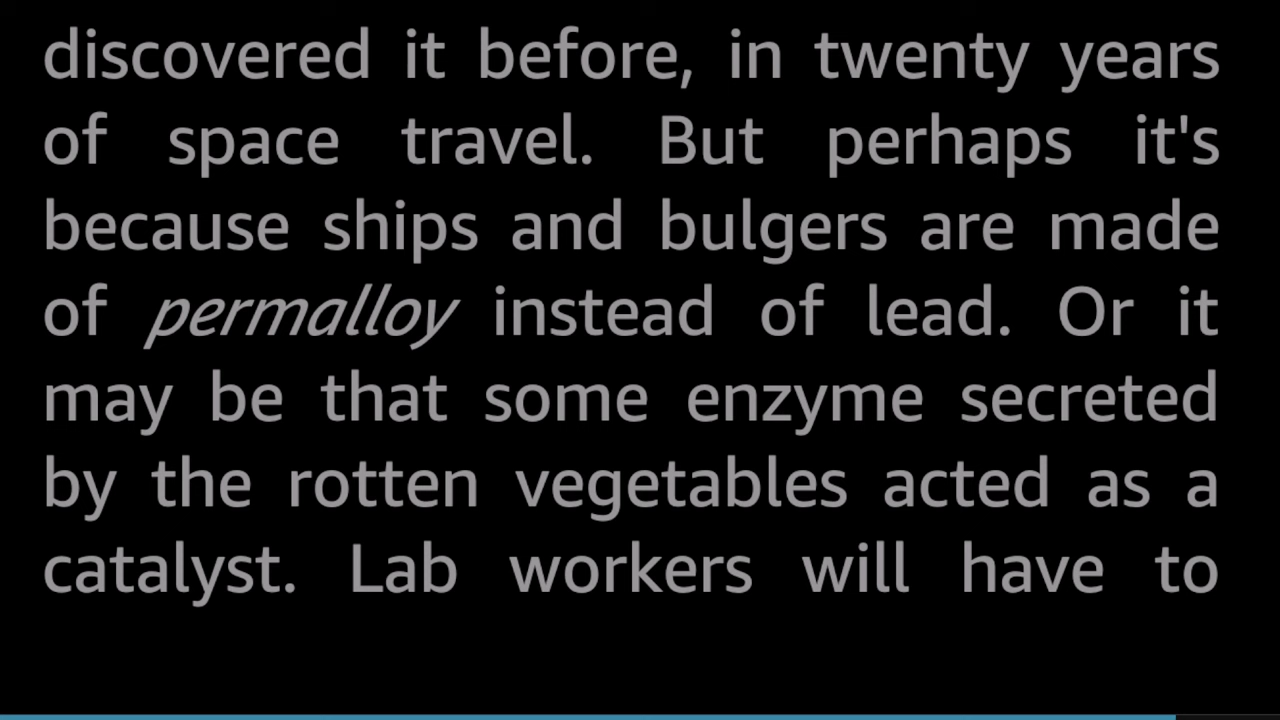 discovered it before, in twenty years
of space travel. But perhaps it's
because ships and bulgers are made
of permalloy instead of lead. Or it
may be that some enzyme secreted
by the rotten vegetables acted as a
catalyst. Lab workers will have to